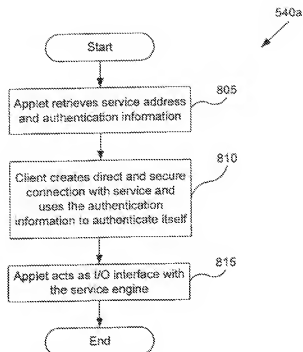 540a
Start
Applet retrieves service address
and authentication information
805
Client creates direct and secure
connection with service and
uses the authentication
information to authenticate itself
810
Applet acts as I/O interface with
the service engine
815
End